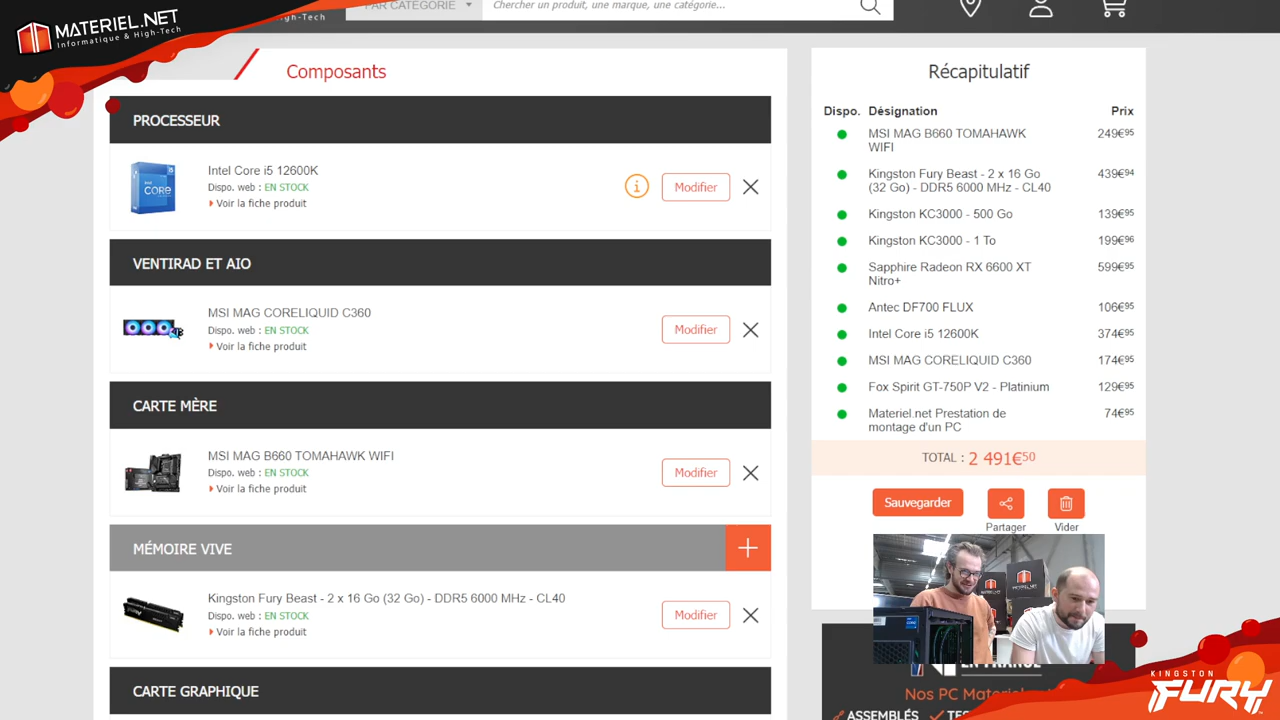 MATERIEL.NET
Informatique & High-Tech
High-Tech
PAR CATÉGORIE
Chercher un produit, une marque, une catégorie...
Composants
PROCESSEUR
Intel Core i5 12600K
Dispo. web : EN STOCK
Voir la fiche produit
Modifier
VENTIRAD ET AIO
MSI MAG CORELIQUID C360
Dispo. web : EN STOCK
Voir la fiche produit
Modifier
CARTE MÈRE
MSI MAG B660 TOMAHAWK WIFI
Dispo. web : EN STOCK
Voir la fiche produit
Modifier
MÉMOIRE VIVE
Kingston Fury Beast - 2 x 16 Go (32 Go) - DDR5 6000 MHz - CL40
Dispo. web : EN STOCK
Voir la fiche produit
Modifier
CARTE GRAPHIQUE
Récapitulatif
Dispo. Désignation Prix
MSI MAG B660 TOMAHAWK 249€95
WIFI
Kingston Fury Beast - 2 x 16 Go 439€94
(32 Go) - DDR5 6000 MHz - CL40
Kingston KC3000 - 500 Go 139€95
Kingston KC3000 - 1 To 199€96
Sapphire Radeon RX 6600 XT 599€95
Nitro+
Antec DF700 FLUX 106€95
Intel Core i5 12600K 374€95
MSI MAG CORELIQUID C360 174€95
Fox Spirit GT-750P V2 - Platinium 129€95
Materiel.net Prestation de 74€95
montage d'un PC
TOTAL : 2 491€50
Sauvegarder
Partager
Vider
MATERIEL.NET
EN FRANCE
Nos PC Materiel
ASSEMBLÉS
KINGSTON
FURY